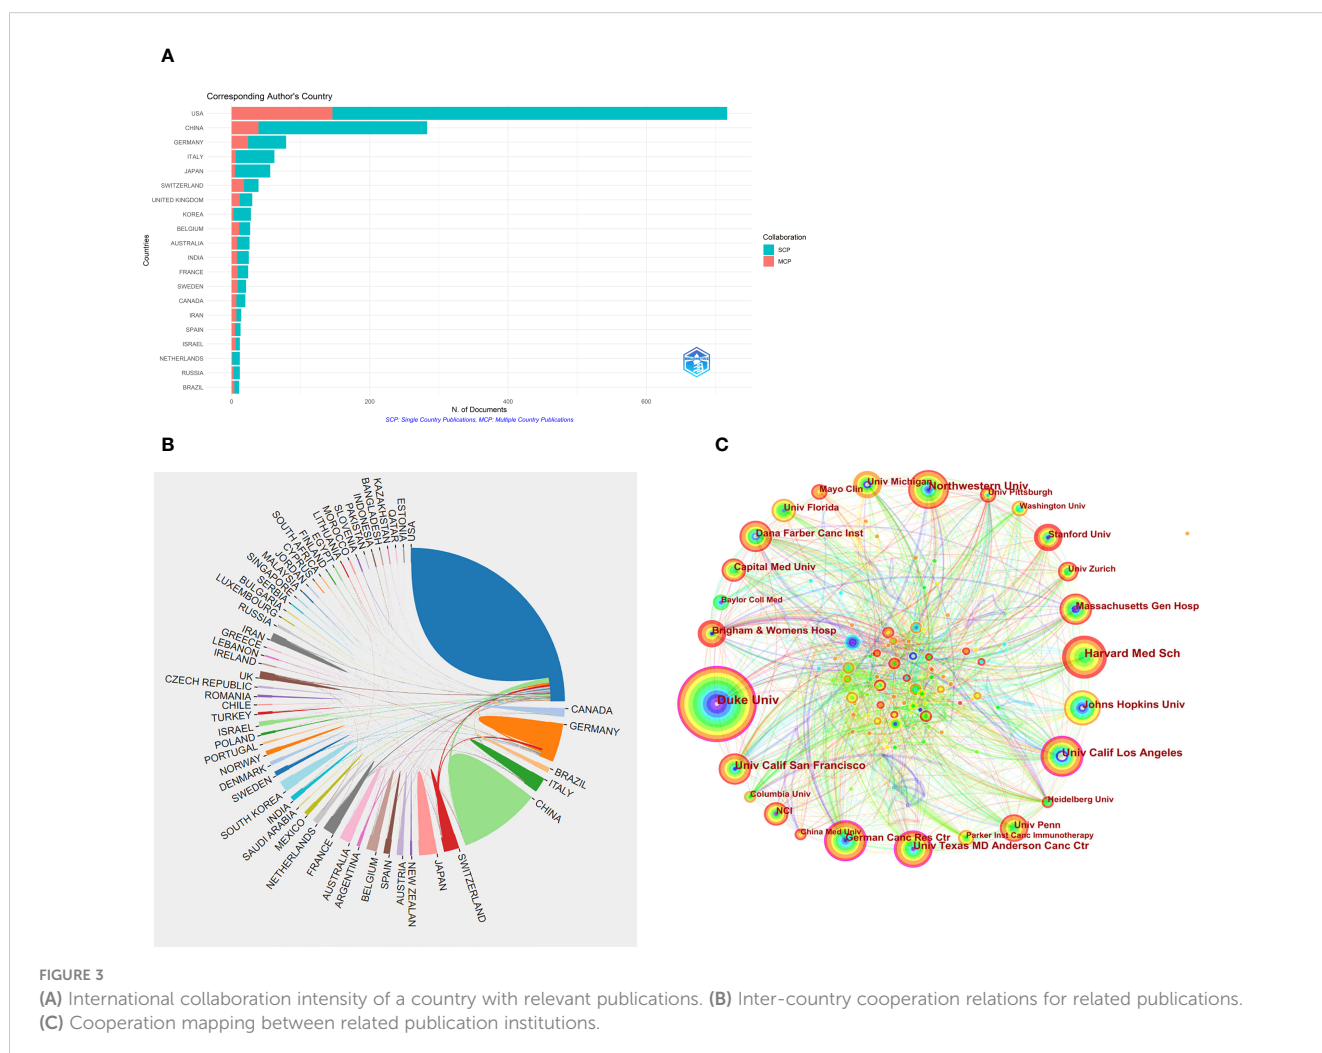 A
Corresponding Author's Country
USA
CHINA
GERMANY
ITALY
JAPAN
SWITZERLAND
UNITED KINGDOM
KOREA
BELGIUM
AUSTRALIA
INDIA
FRANCE
SWEDEN
CANADA
IRAN
SPAIN
ISRAEL
NETHERLANDS
RUSSIA
BRAZIL
Countries
0 200 400 600
N. of Documents
SCP: Single Country Publications, MCP: Multiple Country Publications
Collaboration
SCP
MCP
B
USA
CANADA
GERMANY
BRAZIL
ITALY
CHINA
SWITZERLAND
JAPAN
NEW ZEALAN
AUSTRIA
SPAIN
BELGIUM
ARGENTINA
AUSTRALIA
FRANCE
NETHERLANDS
MEXICO
SAUDI ARABIA
INDIA
SOUTH KOREA
SWEDEN
DENMARK
NORWAY
PORTUGAL
POLAND
ISRAEL
TURKEY
CHILE
ROMANIA
CZECH REPUBLIC
UK
IRELAND
LEBANON
GREECE
IRAN
RUSSIA
LUXEMBOURG
BULGARIA
SERBIA
SINGAPORE
MALAYSIA
JORDAN
CYPRUS
SOUTH AFRICA
FINLAND
EGYPT
LITHUANIA
MOROCCO
SLOVENIA
PAKISTAN
INDONESIA
BANGLADESH
KAZAKHSTAN
QATAR
ESTONIA
C
Univ Michigan
Northwestern Univ
Mayo Clin
Univ Pittsburgh
Univ Florida
Washington Univ
Dana Farber Canc Inst
Stanford Univ
Capital Med Univ
Univ Zurich
Baylor Coll Med
Massachusetts Gen Hosp
Brigham & Womens Hosp
Harvard Med Sch
Duke Univ
Johns Hopkins Univ
Univ Calif Los Angeles
Univ Calif San Francisco
Columbia Univ
Heidelberg Univ
NCI
Univ Penn
China Med Univ
German Canc Res Ctr
Parker Inst Canc Immunotherapy
Univ Texas MD Anderson Canc Ctr
FIGURE 3
(A) International collaboration intensity of a country with relevant publications. (B) Inter-country cooperation relations for related publications.
(C) Cooperation mapping between related publication institutions.